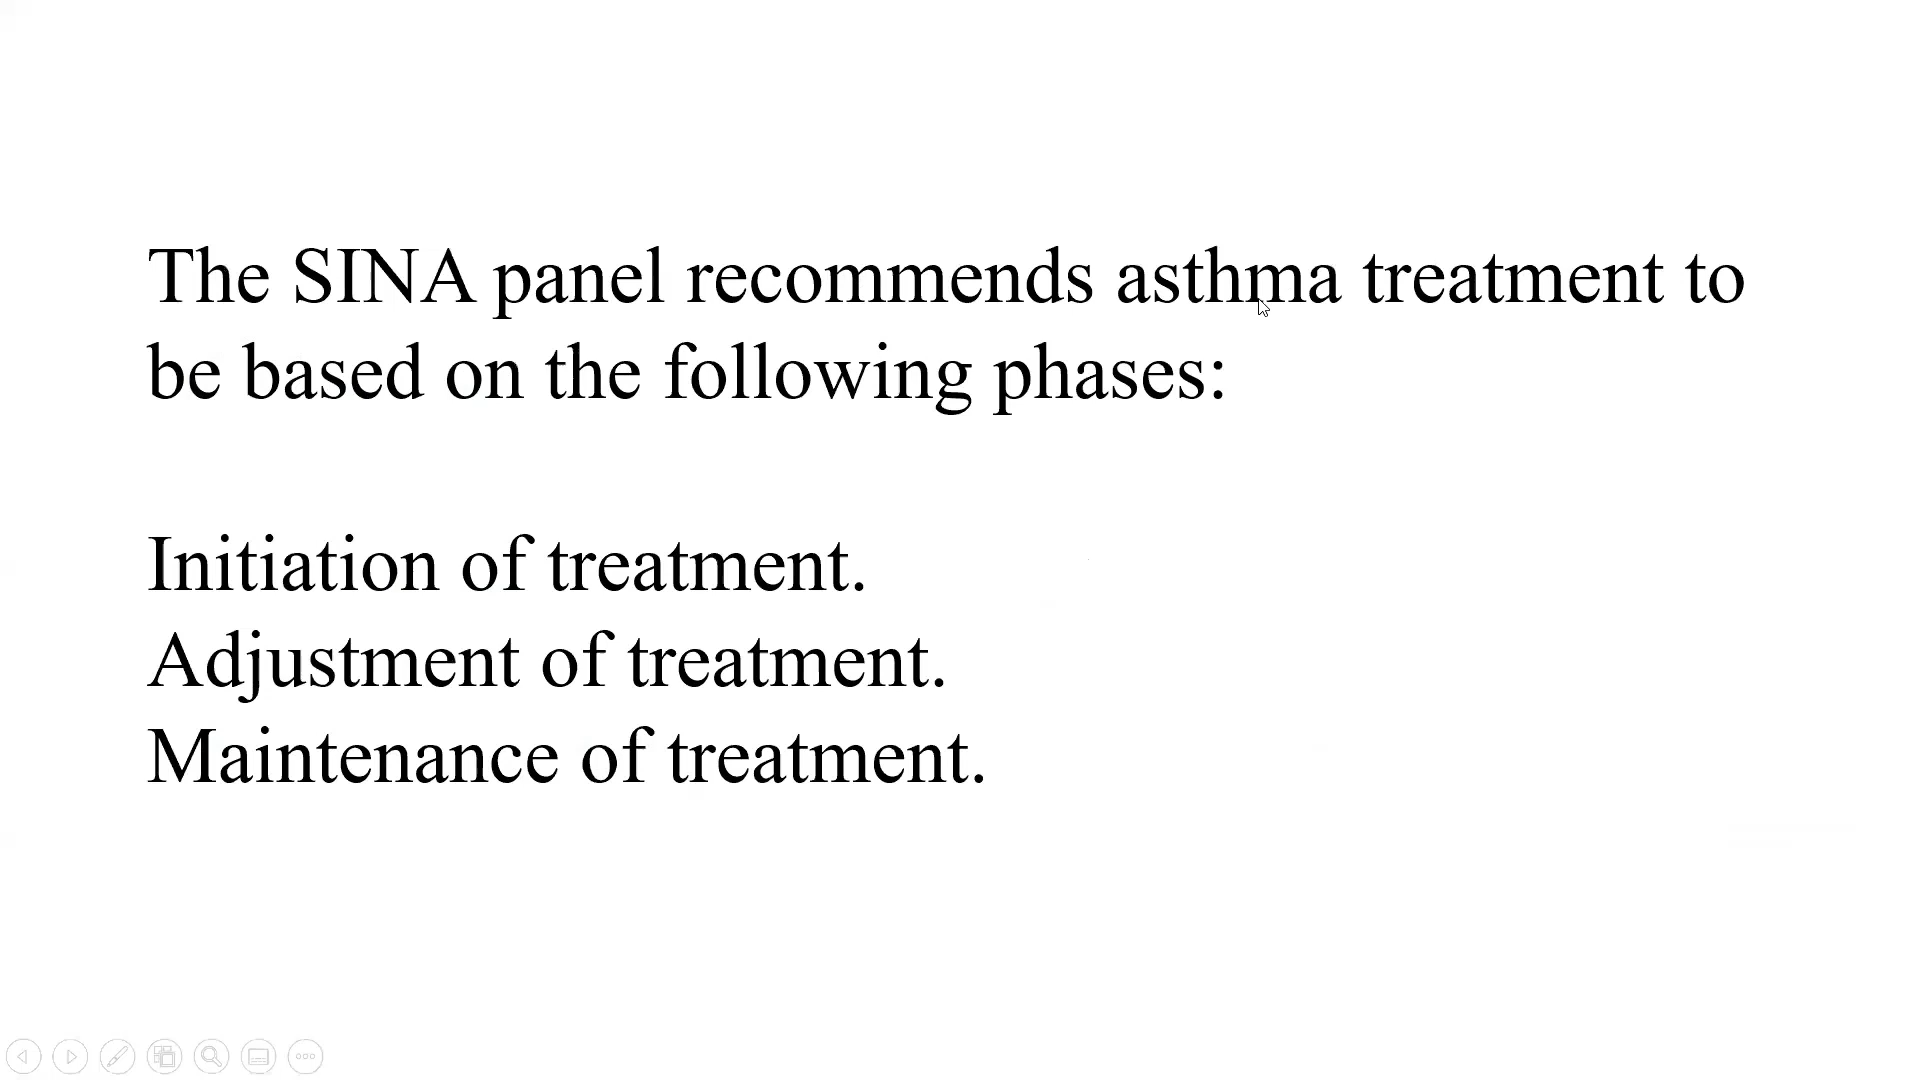 The SINA panel recommends asthma treatment to
be based on the following phases:
Initiation of treatment.
Adjustment of treatment.
Maintenance of treatment.